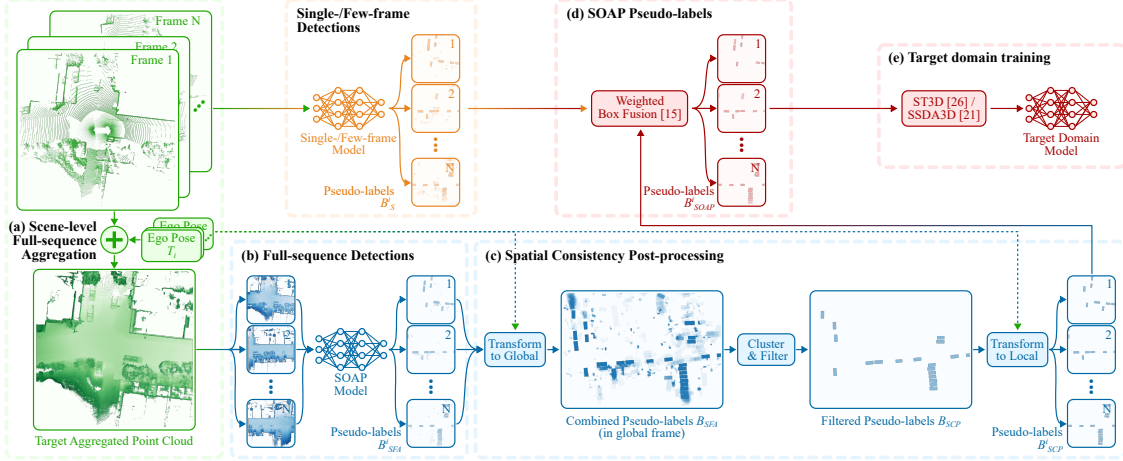 Frame N
Frame 2
Frame 1
(a) Scene-level
Full-sequence
Aggregation
Ego Pose
Ego Pose
T_i
Target Aggregated Point Cloud
Single-/Few-frame
Detections
Single-/Few-frame
Model
1
2
N
Pseudo-labels
B^i_S
(d) SOAP Pseudo-labels
Weighted
Box Fusion [15]
1
2
N
Pseudo-labels
B^i_SOAP
(e) Target domain training
ST3D [26] /
SSDA3D [21]
Target Domain
Model
(b) Full-sequence Detections
1
2
N
SOAP
Model
1
2
N
Pseudo-labels
B^i_SFA
(c) Spatial Consistency Post-processing
Transform
to Global
Combined Pseudo-labels B_SFA
(in global frame)
Cluster
& Filter
Filtered Pseudo-labels B_SCP
Transform
to Local
1
2
N
Pseudo-labels
B^i_SCP